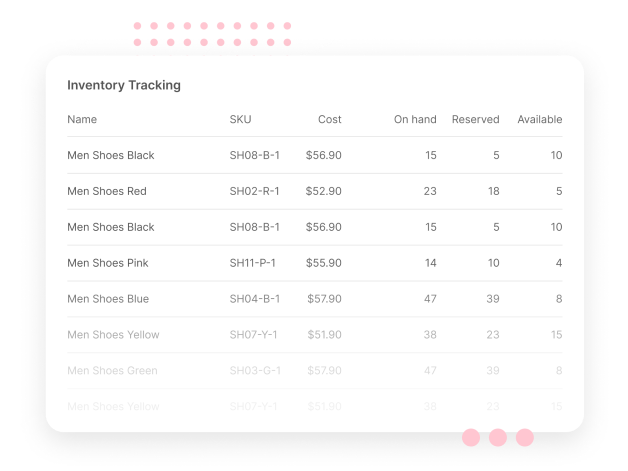 Inventory Tracking
Name SKU Cost On hand Reserved Available
Men Shoes Black SH08-B-1 $56.90 15 5 10
Men Shoes Red SH02-R-1 $52.90 23 18 5
Men Shoes Black SH08-B-1 $56.90 15 5 10
Men Shoes Pink SH11-P-1 $55.90 14 10 4
Men Shoes Blue SH04-B-1 $57.90 47 39 8
Men Shoes Yellow SH07-Y-1 $51.90 38 23 15
Men Shoes Green SH03-G-1 $57.90 47 39 8
Men Shoes Yellow SH07-Y-1 $51.90 38 23 15